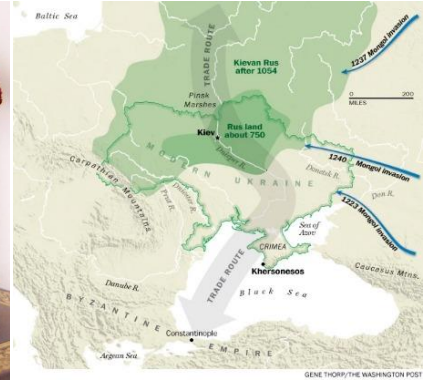 Baltic Sea
TRADE ROUTE
Kievan Rus
after 1054
1237 Mongol invasion
0 200
MILES
Pinsk
Marshes
Rus land
about 750
Kiev
Dnieper R.
MODERN UKRAINE
1240 Mongol invasion
Carpathian Mountains
Dniester R.
Prut R.
Donetsk R.
Don R.
1223 Mongol invasion
Sea of
Azov
CRIMEA
Khersonesos
Caucasus Mtns.
TRADE ROUTE
Danube R.
Black Sea
BYZANTINE EMPIRE
Constantinople
Aegean Sea
GENE THORP/THE WASHINGTON POST